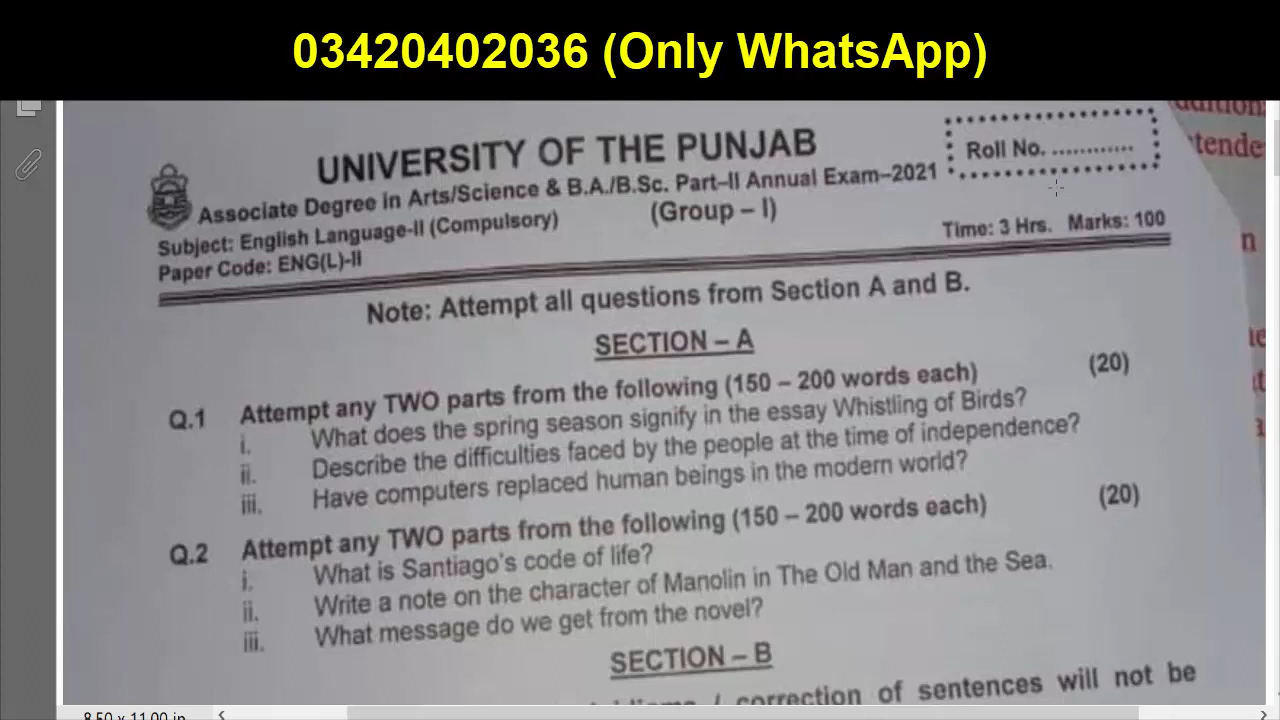 03420402036 (Only WhatsApp)
UNIVERSITY OF THE PUNJAB
Roll No. ............
Associate Degree in Arts/Science & B.A./B.Sc. Part–II Annual Exam–2021
Subject: English Language-II (Compulsory) (Group – I)
Paper Code: ENG(L)-II Time: 3 Hrs. Marks: 100
Note: Attempt all questions from Section A and B.
SECTION – A
Q.1 Attempt any TWO parts from the following (150 – 200 words each) (20)
i. What does the spring season signify in the essay Whistling of Birds?
ii. Describe the difficulties faced by the people at the time of independence?
iii. Have computers replaced human beings in the modern world?
Q.2 Attempt any TWO parts from the following (150 – 200 words each) (20)
i. What is Santiago's code of life?
ii. Write a note on the character of Manolin in The Old Man and the Sea.
iii. What message do we get from the novel?
SECTION – B
/ correction of sentences will not be
8.50 x 11.00 in